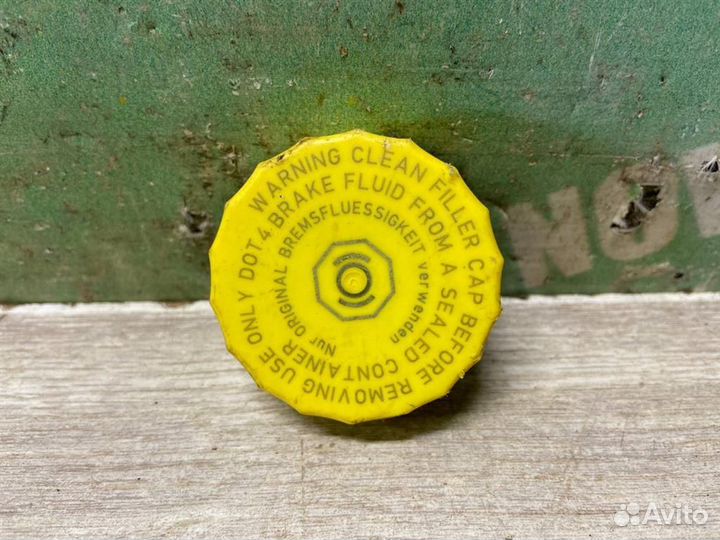 WARNING CLEAN FILLER CAP BEFORE REMOVING USE ONLY DOT 4 BRAKE FLUID FROM A SEALED CONTAINER
Nur ORIGINAL BREMSFLUESSIGKEIT verwenden
NOW
Avito